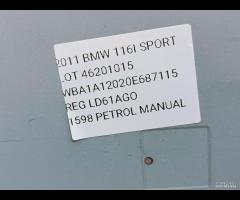 2011 BMW 116I SPORT
LOT 46201015
WBA1A12020E687115
REG LD61AGO
1598 PETROL MANUAL